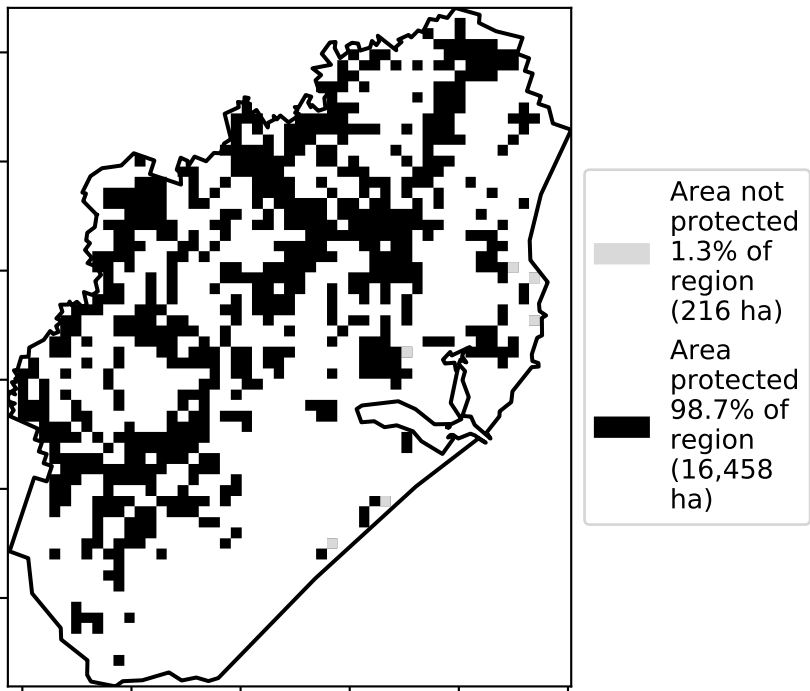 Area not
protected
1.3% of
region
(216 ha)
Area
protected
98.7% of
region
(16,458
ha)